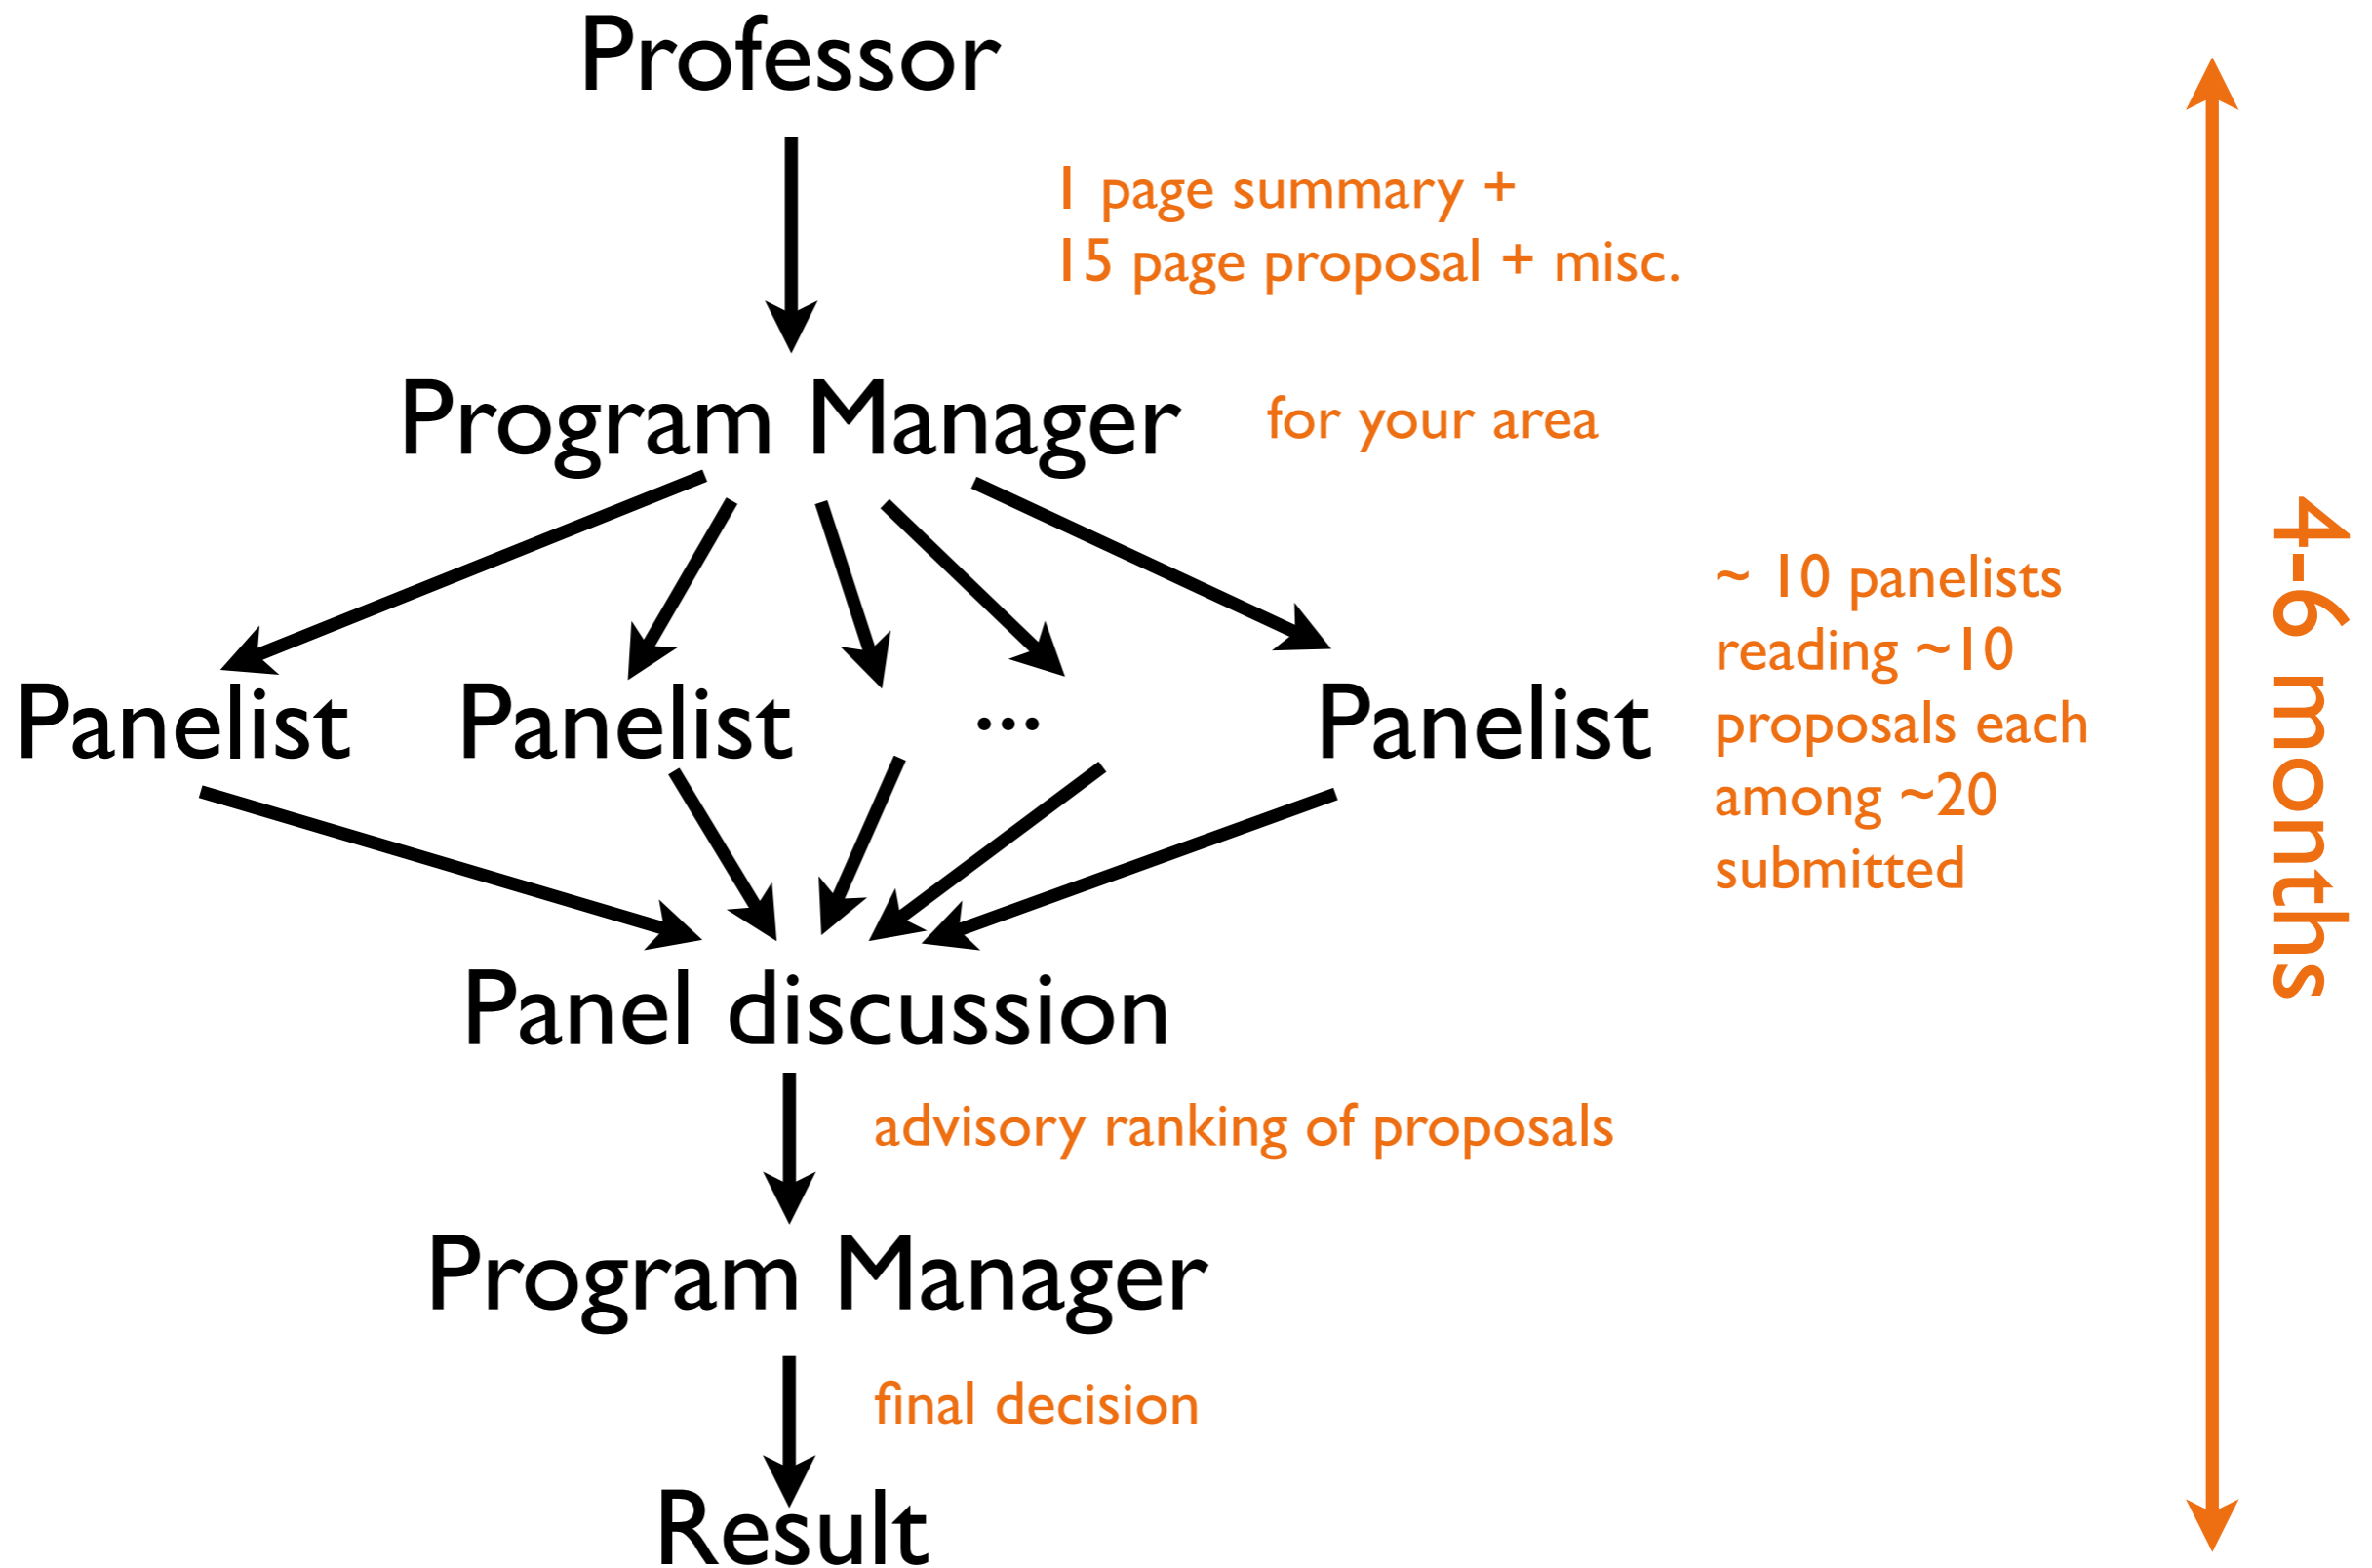 Professor
1 page summary +
15 page proposal + misc.
Program Manager
for your area
Panelist
Panelist
...
Panelist
~ 10 panelists
reading ~10
proposals each
among ~20
submitted
4-6 months
Panel discussion
advisory ranking of proposals
Program Manager
final decision
Result